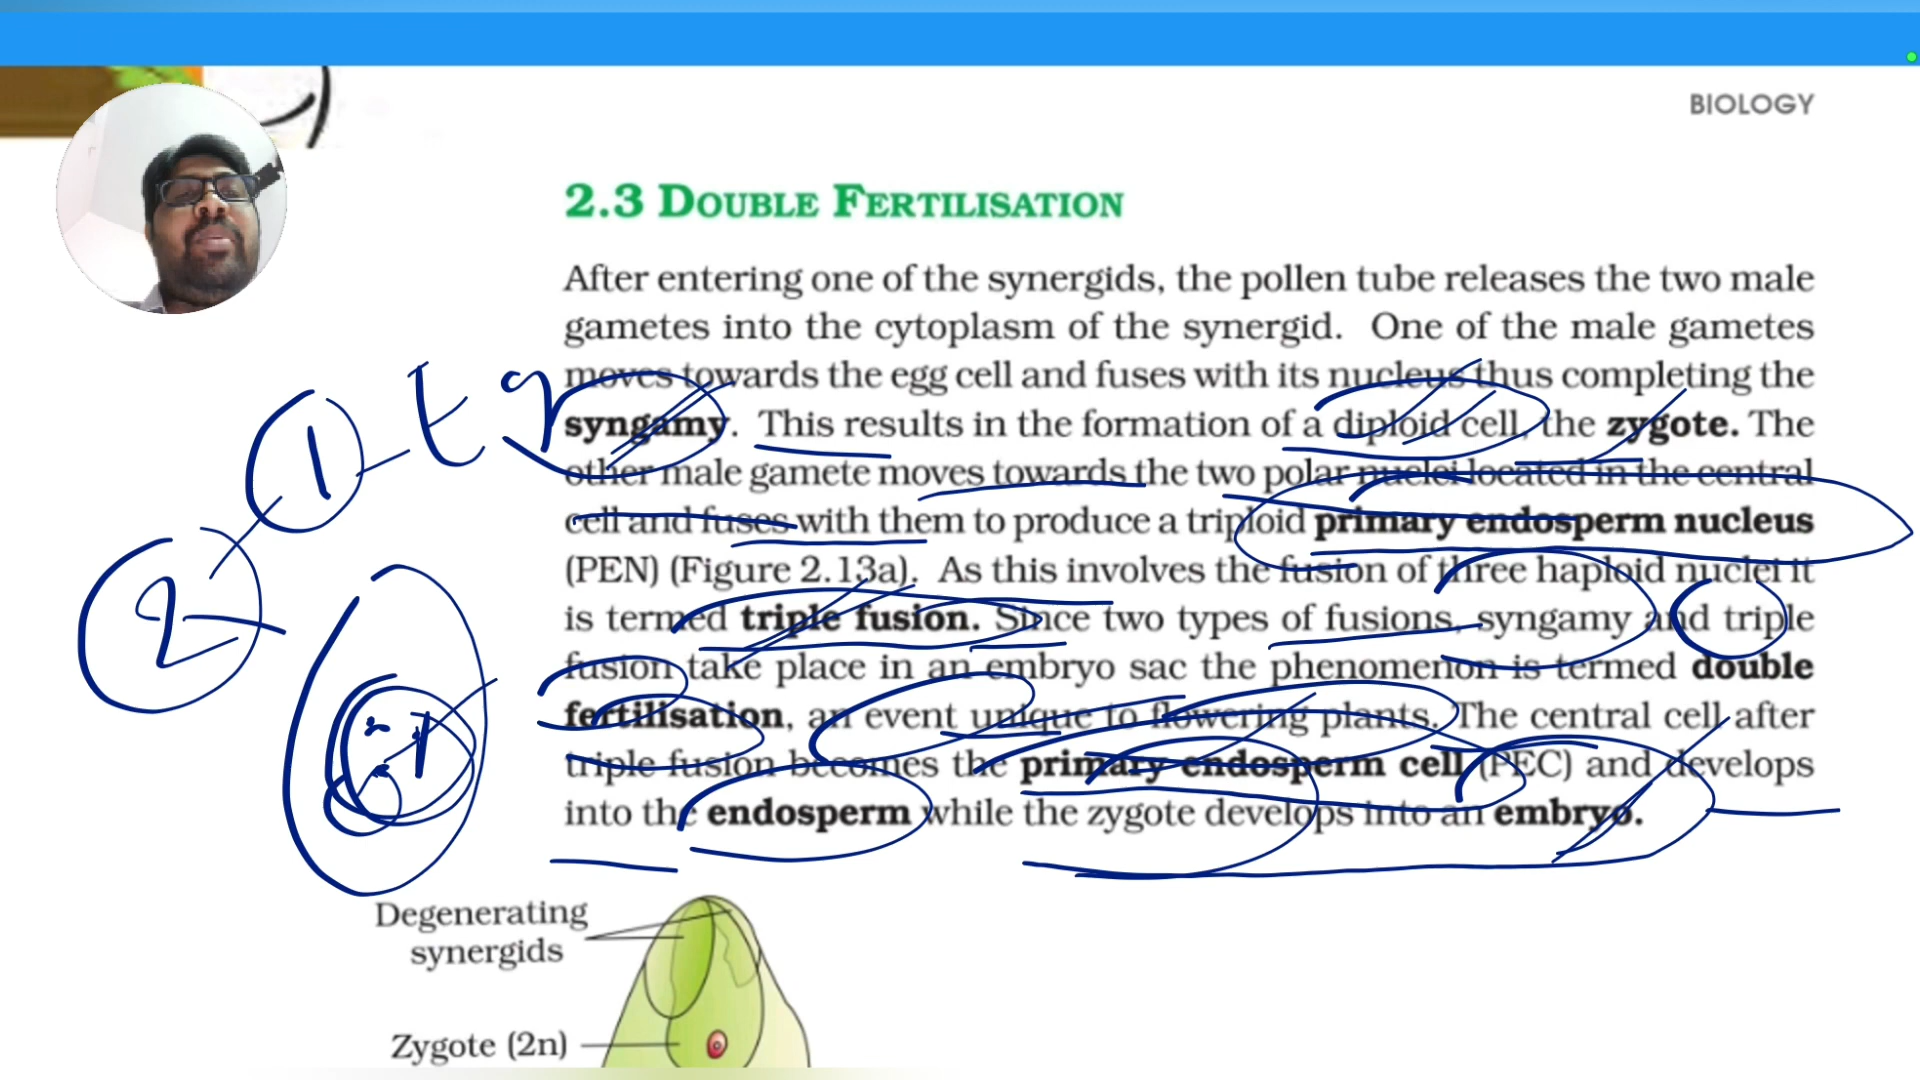 BIOLOGY
2.3 DOUBLE FERTILISATION
After entering one of the synergids, the pollen tube releases the two male
gametes into the cytoplasm of the synergid. One of the male gametes
moves towards the egg cell and fuses with its nucleus thus completing the
syngamy. This results in the formation of a diploid cell, the zygote. The
other male gamete moves towards the two polar nuclei located in the central
cell and fuses with them to produce a triploid primary endosperm nucleus
(PEN) (Figure 2.13a). As this involves the fusion of three haploid nuclei it
is termed triple fusion. Since two types of fusions, syngamy and triple
fusion take place in an embryo sac the phenomenon is termed double
fertilisation, an event unique to flowering plants. The central cell after
triple fusion becomes the primary endosperm cell (PEC) and develops
into the endosperm while the zygote develops into an embryo.
1
2
Degenerating
synergids
Zygote (2n)